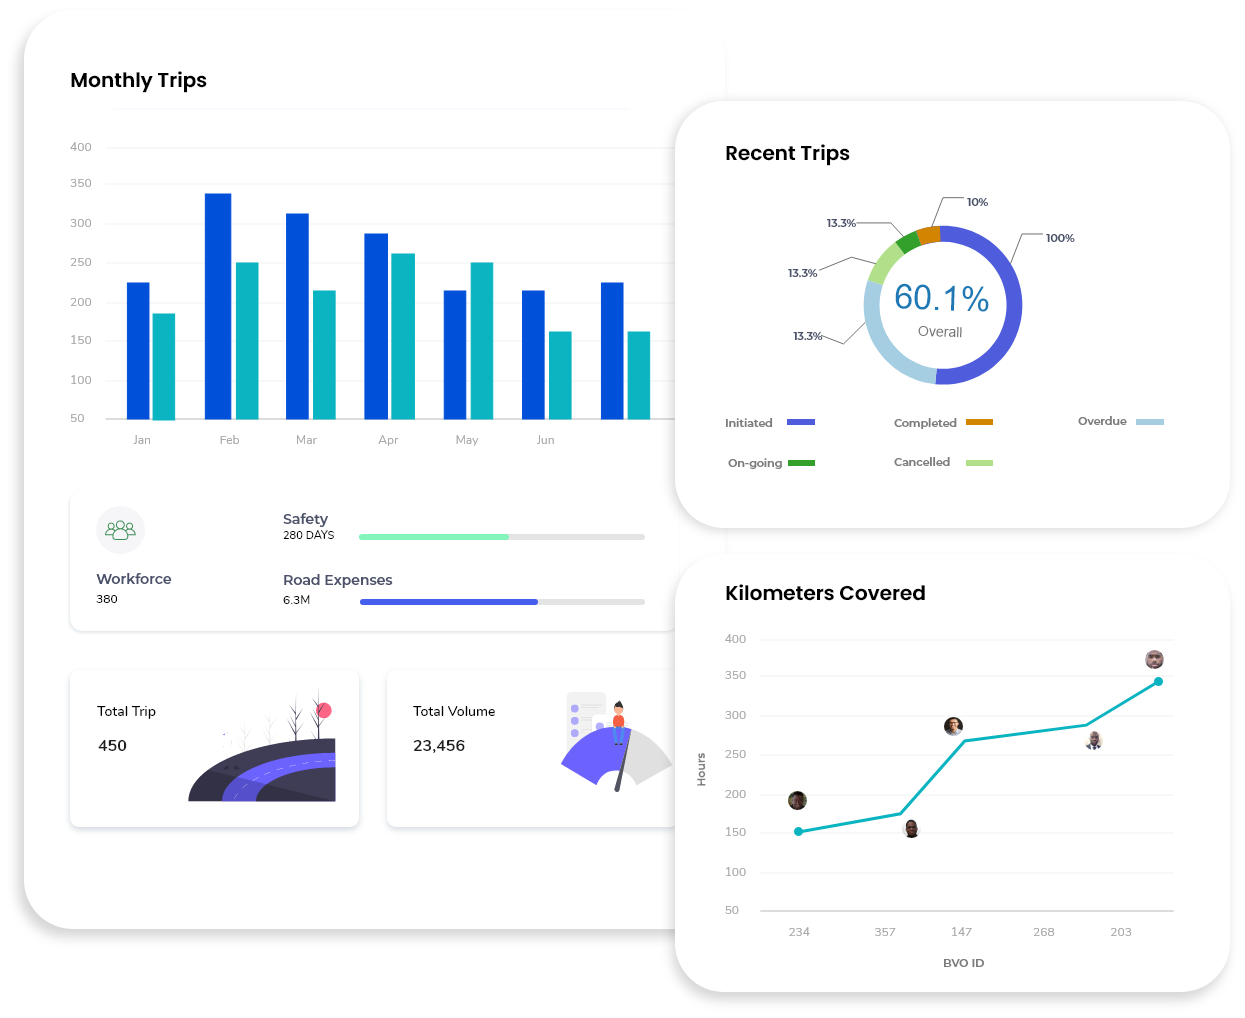 Monthly Trips
400
350
300
250
200
150
100
50
Jan Feb Mar Apr May Jun
Workforce
380
Safety
280 DAYS
Road Expenses
6.3M
Total Trip
450
Total Volume
23,456
Recent Trips
10%
13.3%
100%
13.3%
13.3%
60.1%
Overall
Initiated Completed Overdue
On-going Cancelled
Kilometers Covered
400
350
300
250
200
150
100
50
Hours
234 357 147 268 203
BVO ID